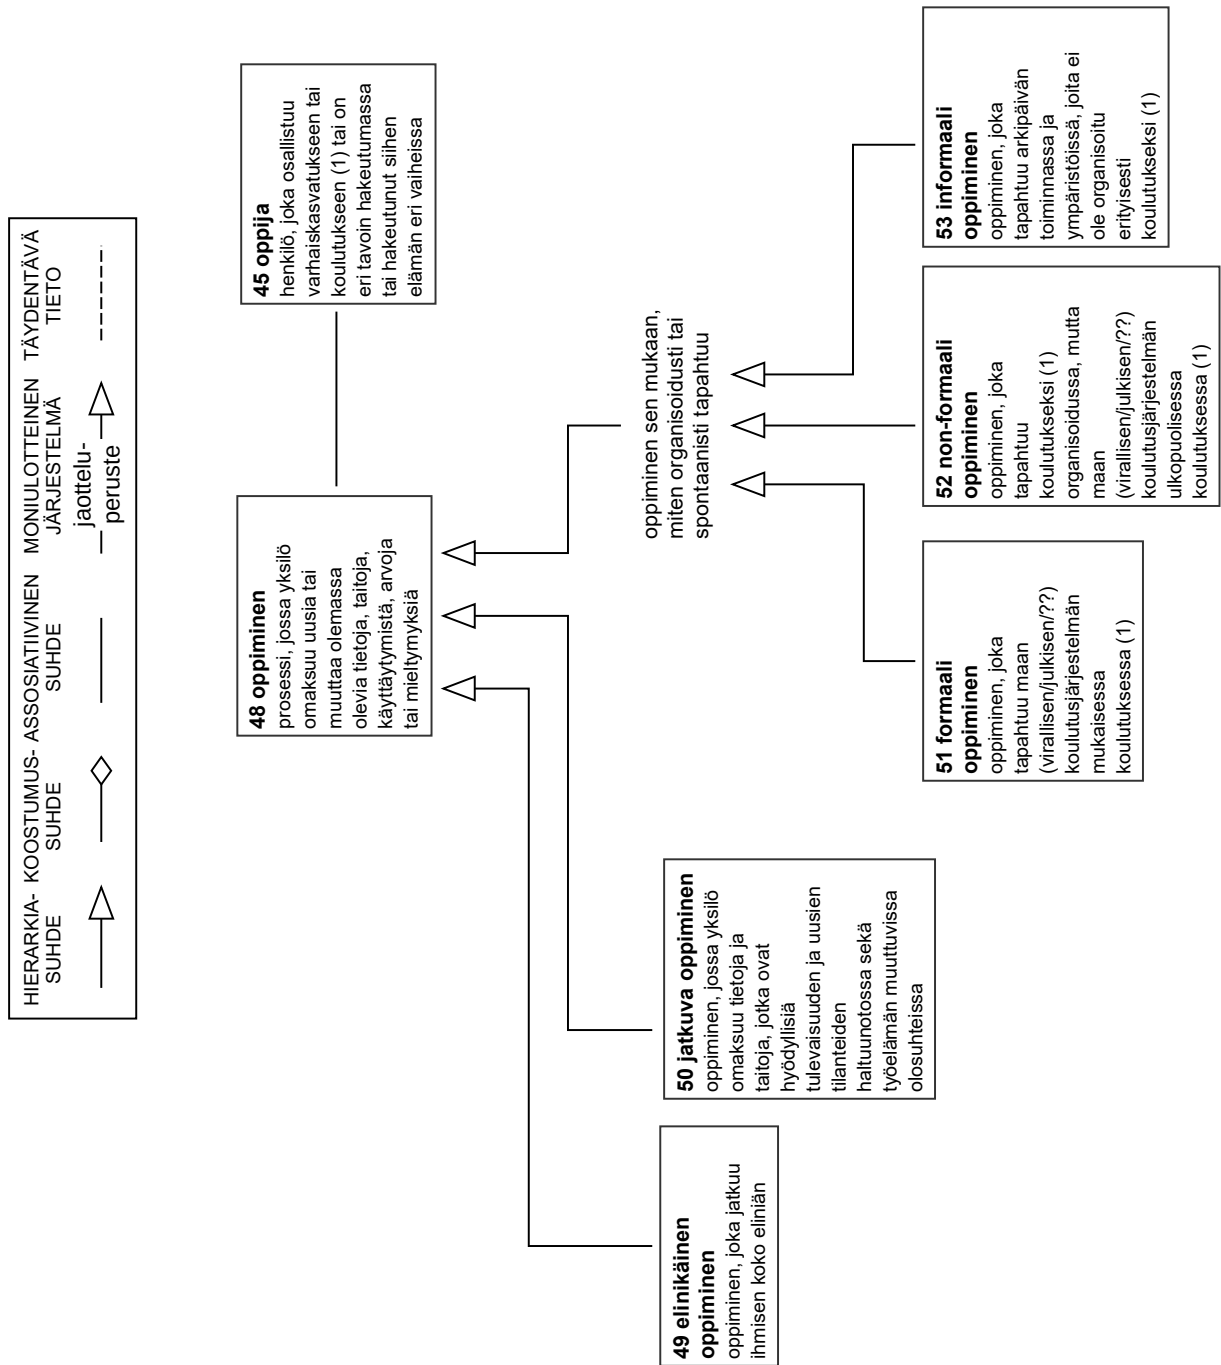 HIERARKIA-
SUHDE
KOOSTUMUS-
SUHDE
ASSOSIATIIVINEN
SUHDE
MONIULOTTEINEN
JÄRJESTELMÄ
jaottelu-
peruste
TÄYDENTÄVÄ
TIETO
48 oppiminen
prosessi, jossa yksilö
omaksuu uusia tai
muuttaa olemassa
olevia tietoja, taitoja,
käyttäytymistä, arvoja
tai mieltymyksiä
45 oppija
henkilö, joka osallistuu
varhaiskasvatukseen tai
koulutukseen (1) tai on
eri tavoin hakeutumassa
tai hakeutunut siihen
elämän eri vaiheissa
oppiminen sen mukaan,
miten organisoidusti tai
spontaanisti tapahtuu
49 elinikäinen
oppiminen
oppiminen, joka jatkuu
ihmisen koko eliniän
50 jatkuva oppiminen
oppiminen, jossa yksilö
omaksuu tietoja ja
taitoja, jotka ovat
hyödyllisiä
tulevaisuuden ja uusien
tilanteiden
haltuunotossa sekä
työelämän muuttuvissa
olosuhteissa
51 formaali
oppiminen
oppiminen, joka
tapahtuu maan
(virallisen/julkisen/??)
koulutusjärjestelmän
mukaisessa
koulutuksessa (1)
52 non-formaali
oppiminen
oppiminen, joka
tapahtuu
koulutukseksi (1)
organisoidussa, mutta
maan
(virallisen/julkisen/??)
koulutusjärjestelmän
ulkopuolisessa
koulutuksessa (1)
53 informaali
oppiminen
oppiminen, joka
tapahtuu arkipäivän
toiminnassa ja
ympäristöissä, joita ei
ole organisoitu
erityisesti
koulutukseksi (1)